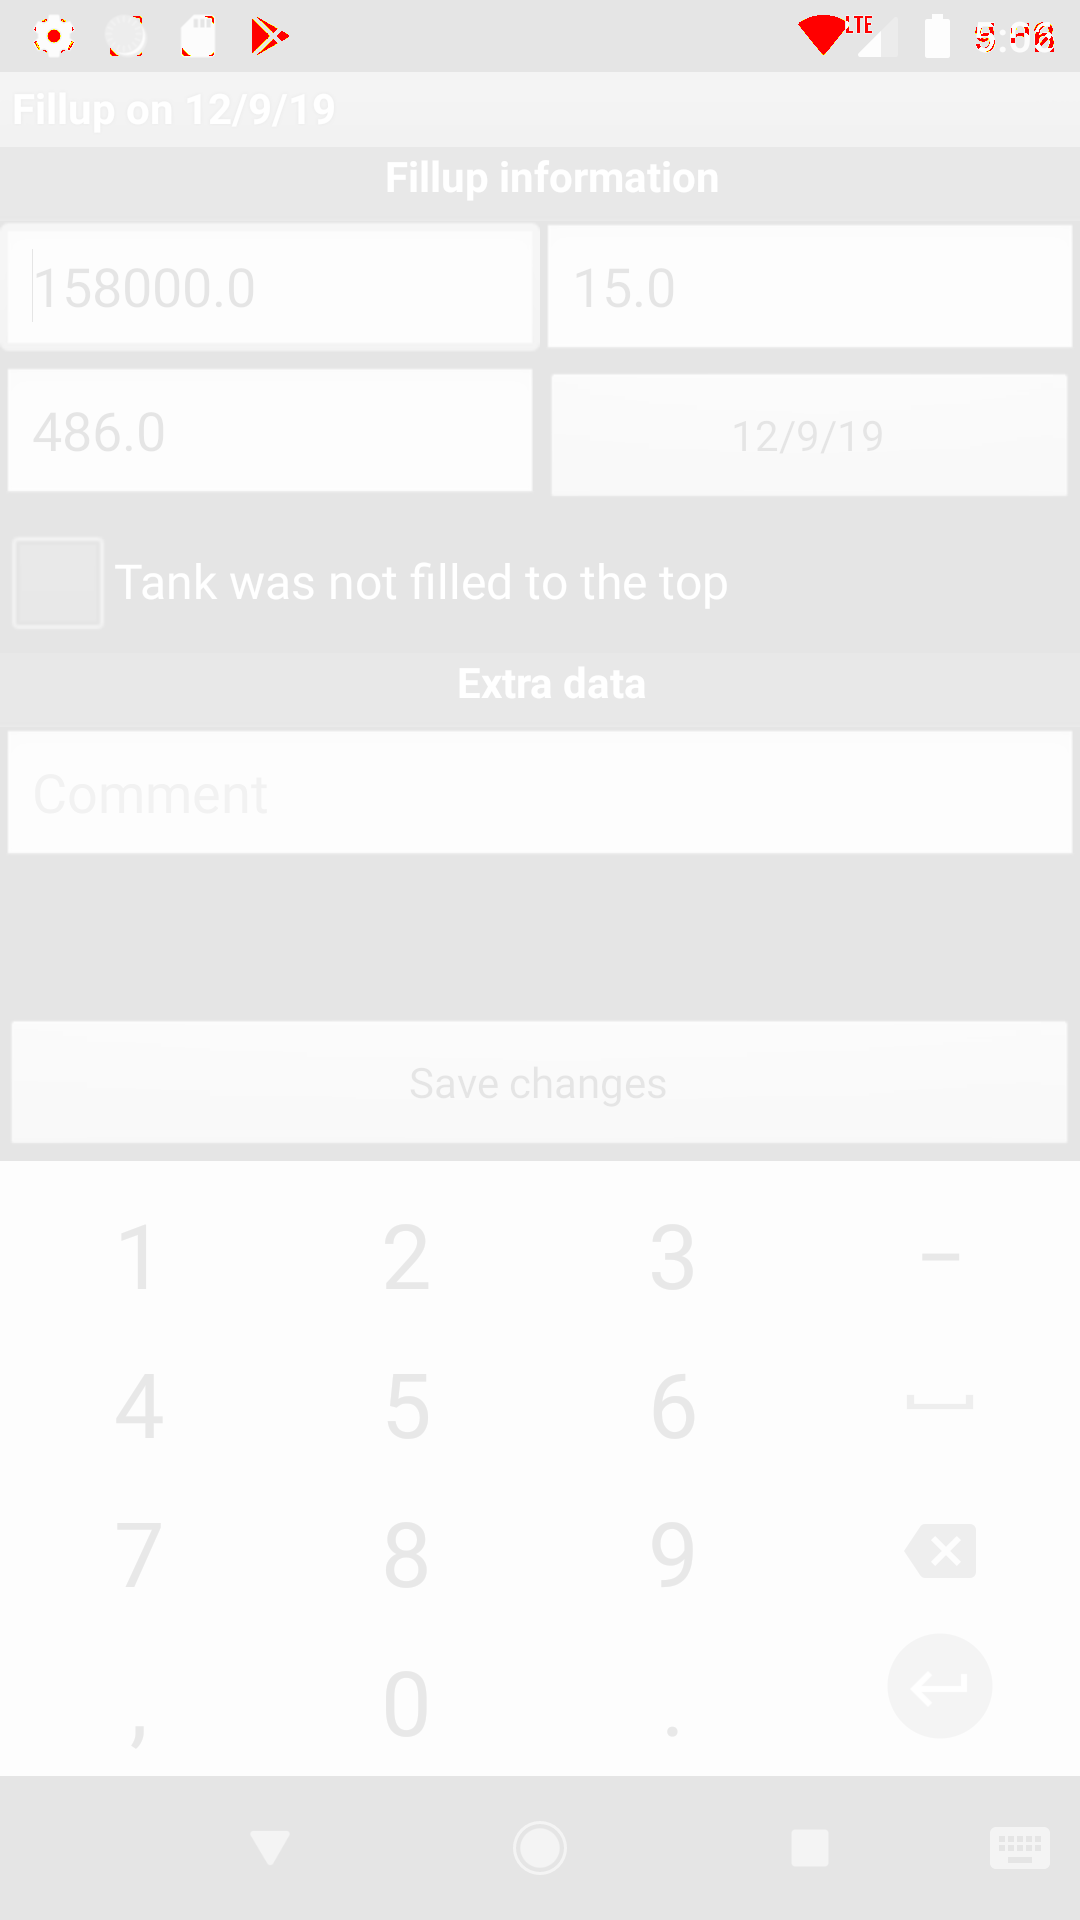 LTE
Fillup on 12/9/19
Fillup information
158000.0 15.0
486.0 12/9/19
Tank was not filled to the top
Extra data
Comment
Save changes
1 2 3 –
4 5 6
7 8 9
, 0 .